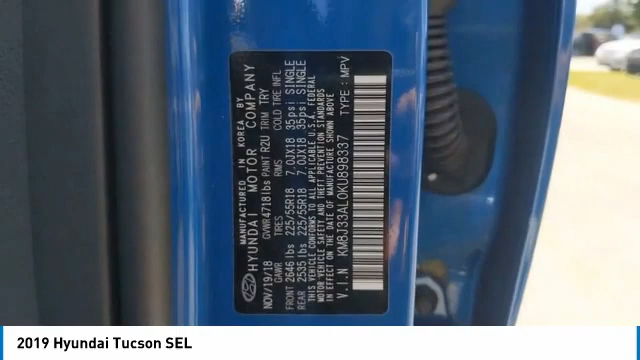 MANUFACTURED IN KOREA BY
HYUNDAI MOTOR COMPANY
NOV/19/18 GVWR 4718lbs PAINT R2U TRIM TRY
GAWR RIMS COLD TIRE INFL
FRONT 2646lbs 225/55R18 7.0JX18 35psi SINGLE
REAR 2535lbs 225/55R18 7.0JX18 35psi SINGLE
THIS VEHICLE CONFORMS TO ALL APPLICABLE U.S.A. FEDERAL
MOTOR VEHICLE SAFETY, AND THEFT PREVENTION STANDARDS
IN EFFECT ON THE DATE OF MANUFACTURE SHOWN ABOVE
V.I.N KM8J33AL0KU898337 TYPE : MPV
2019 Hyundai Tucson SEL